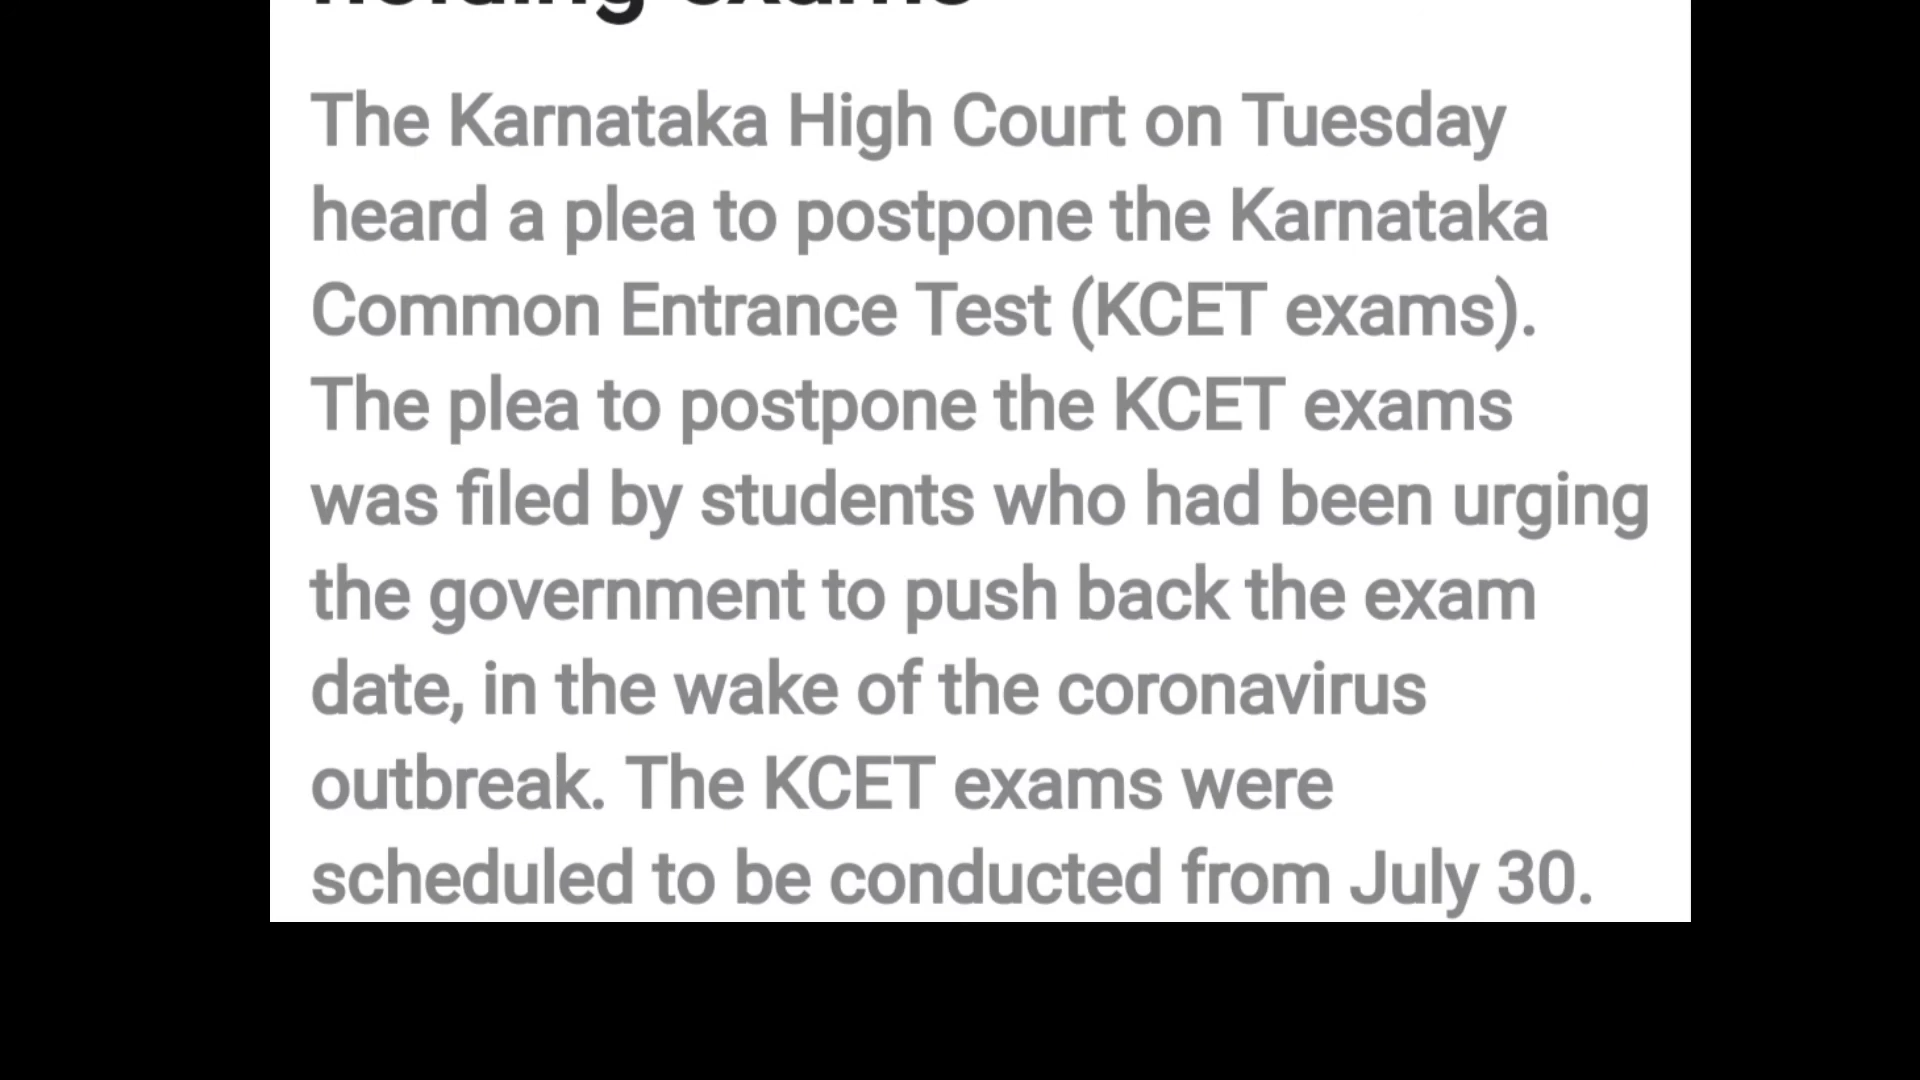 holding exams
The Karnataka High Court on Tuesday
heard a plea to postpone the Karnataka
Common Entrance Test (KCET exams).
The plea to postpone the KCET exams
was filed by students who had been urging
the government to push back the exam
date, in the wake of the coronavirus
outbreak. The KCET exams were
scheduled to be conducted from July 30.